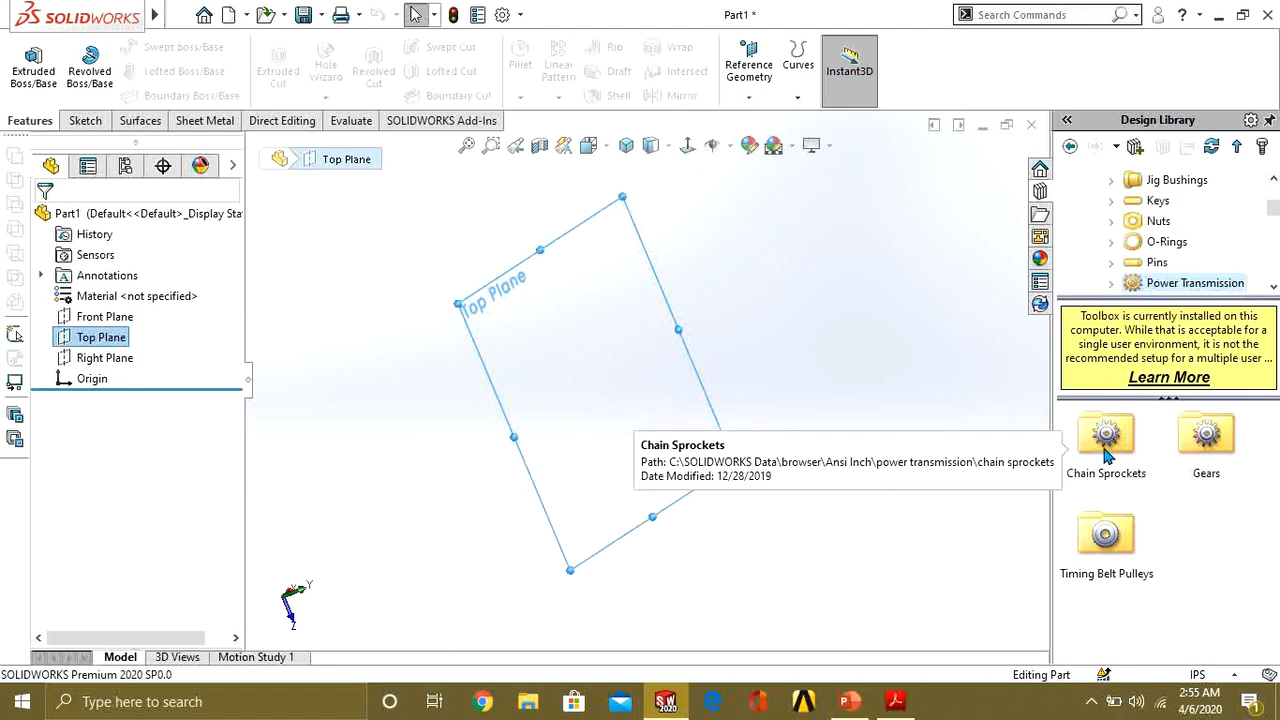 SOLIDWORKS
Part1 *
Search Commands
Extruded Boss/Base
Revolved Boss/Base
Swept Boss/Base
Lofted Boss/Base
Boundary Boss/Base
Extruded Cut
Hole Wizard
Revolved Cut
Swept Cut
Lofted Cut
Boundary Cut
Fillet
Linear Pattern
Rib
Draft
Shell
Wrap
Intersect
Mirror
Reference Geometry
Curves
Instant3D
Features
Sketch
Surfaces
Sheet Metal
Direct Editing
Evaluate
SOLIDWORKS Add-Ins
Design Library
Top Plane
Part1 (Default<<Default>_Display Sta
History
Sensors
Annotations
Material <not specified>
Front Plane
Top Plane
Right Plane
Origin
Top Plane
Y
Z
Jig Bushings
Keys
Nuts
O-Rings
Pins
Power Transmission
Toolbox is currently installed on this
computer. While that is acceptable for a
single user environment, it is not the
recommended setup for a multiple user ...
Learn More
Chain Sprockets
Gears
Timing Belt Pulleys
Chain Sprockets
Path: C:\SOLIDWORKS Data\browser\Ansi Inch\power transmission\chain sprockets
Date Modified: 12/28/2019
Model
3D Views
Motion Study 1
SOLIDWORKS Premium 2020 SP0.0
Editing Part
IPS
Type here to search
2:55 AM
4/6/2020